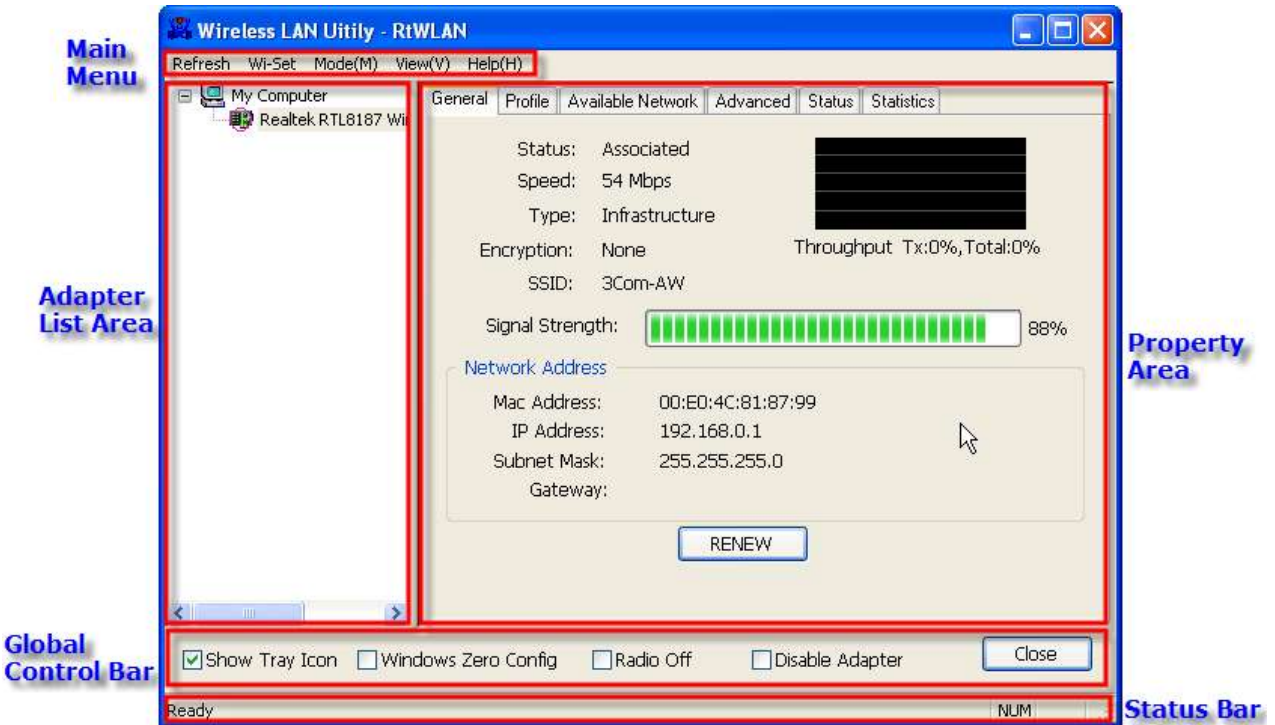 Wireless LAN Uitily - RtWLAN
Main
Menu
Refresh Wi-Set Mode(M) View(V) Help(H)
My Computer
Realtek RTL8187 Wi
General Profile Available Network Advanced Status Statistics
Status: Associated
Speed: 54 Mbps
Type: Infrastructure
Encryption: None
Throughput Tx:0%,Total:0%
SSID: 3Com-AW
Adapter
List Area
Signal Strength: 88%
Property
Area
Network Address
Mac Address: 00:E0:4C:81:87:99
IP Address: 192.168.0.1
Subnet Mask: 255.255.255.0
Gateway:
RENEW
Global
Control Bar
Show Tray Icon Windows Zero Config Radio Off Disable Adapter Close
Ready NUM
Status Bar